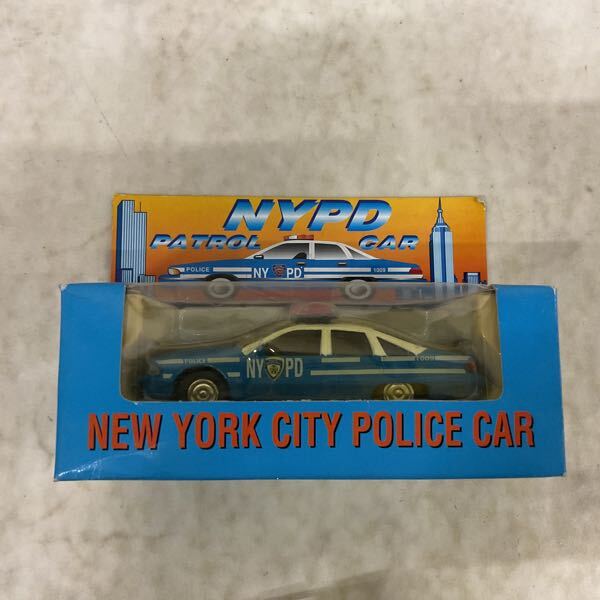 NYPD
PATROL CAR
POLICE NY PD 1009
POLICE NY PD 1009
NEW YORK CITY POLICE CAR